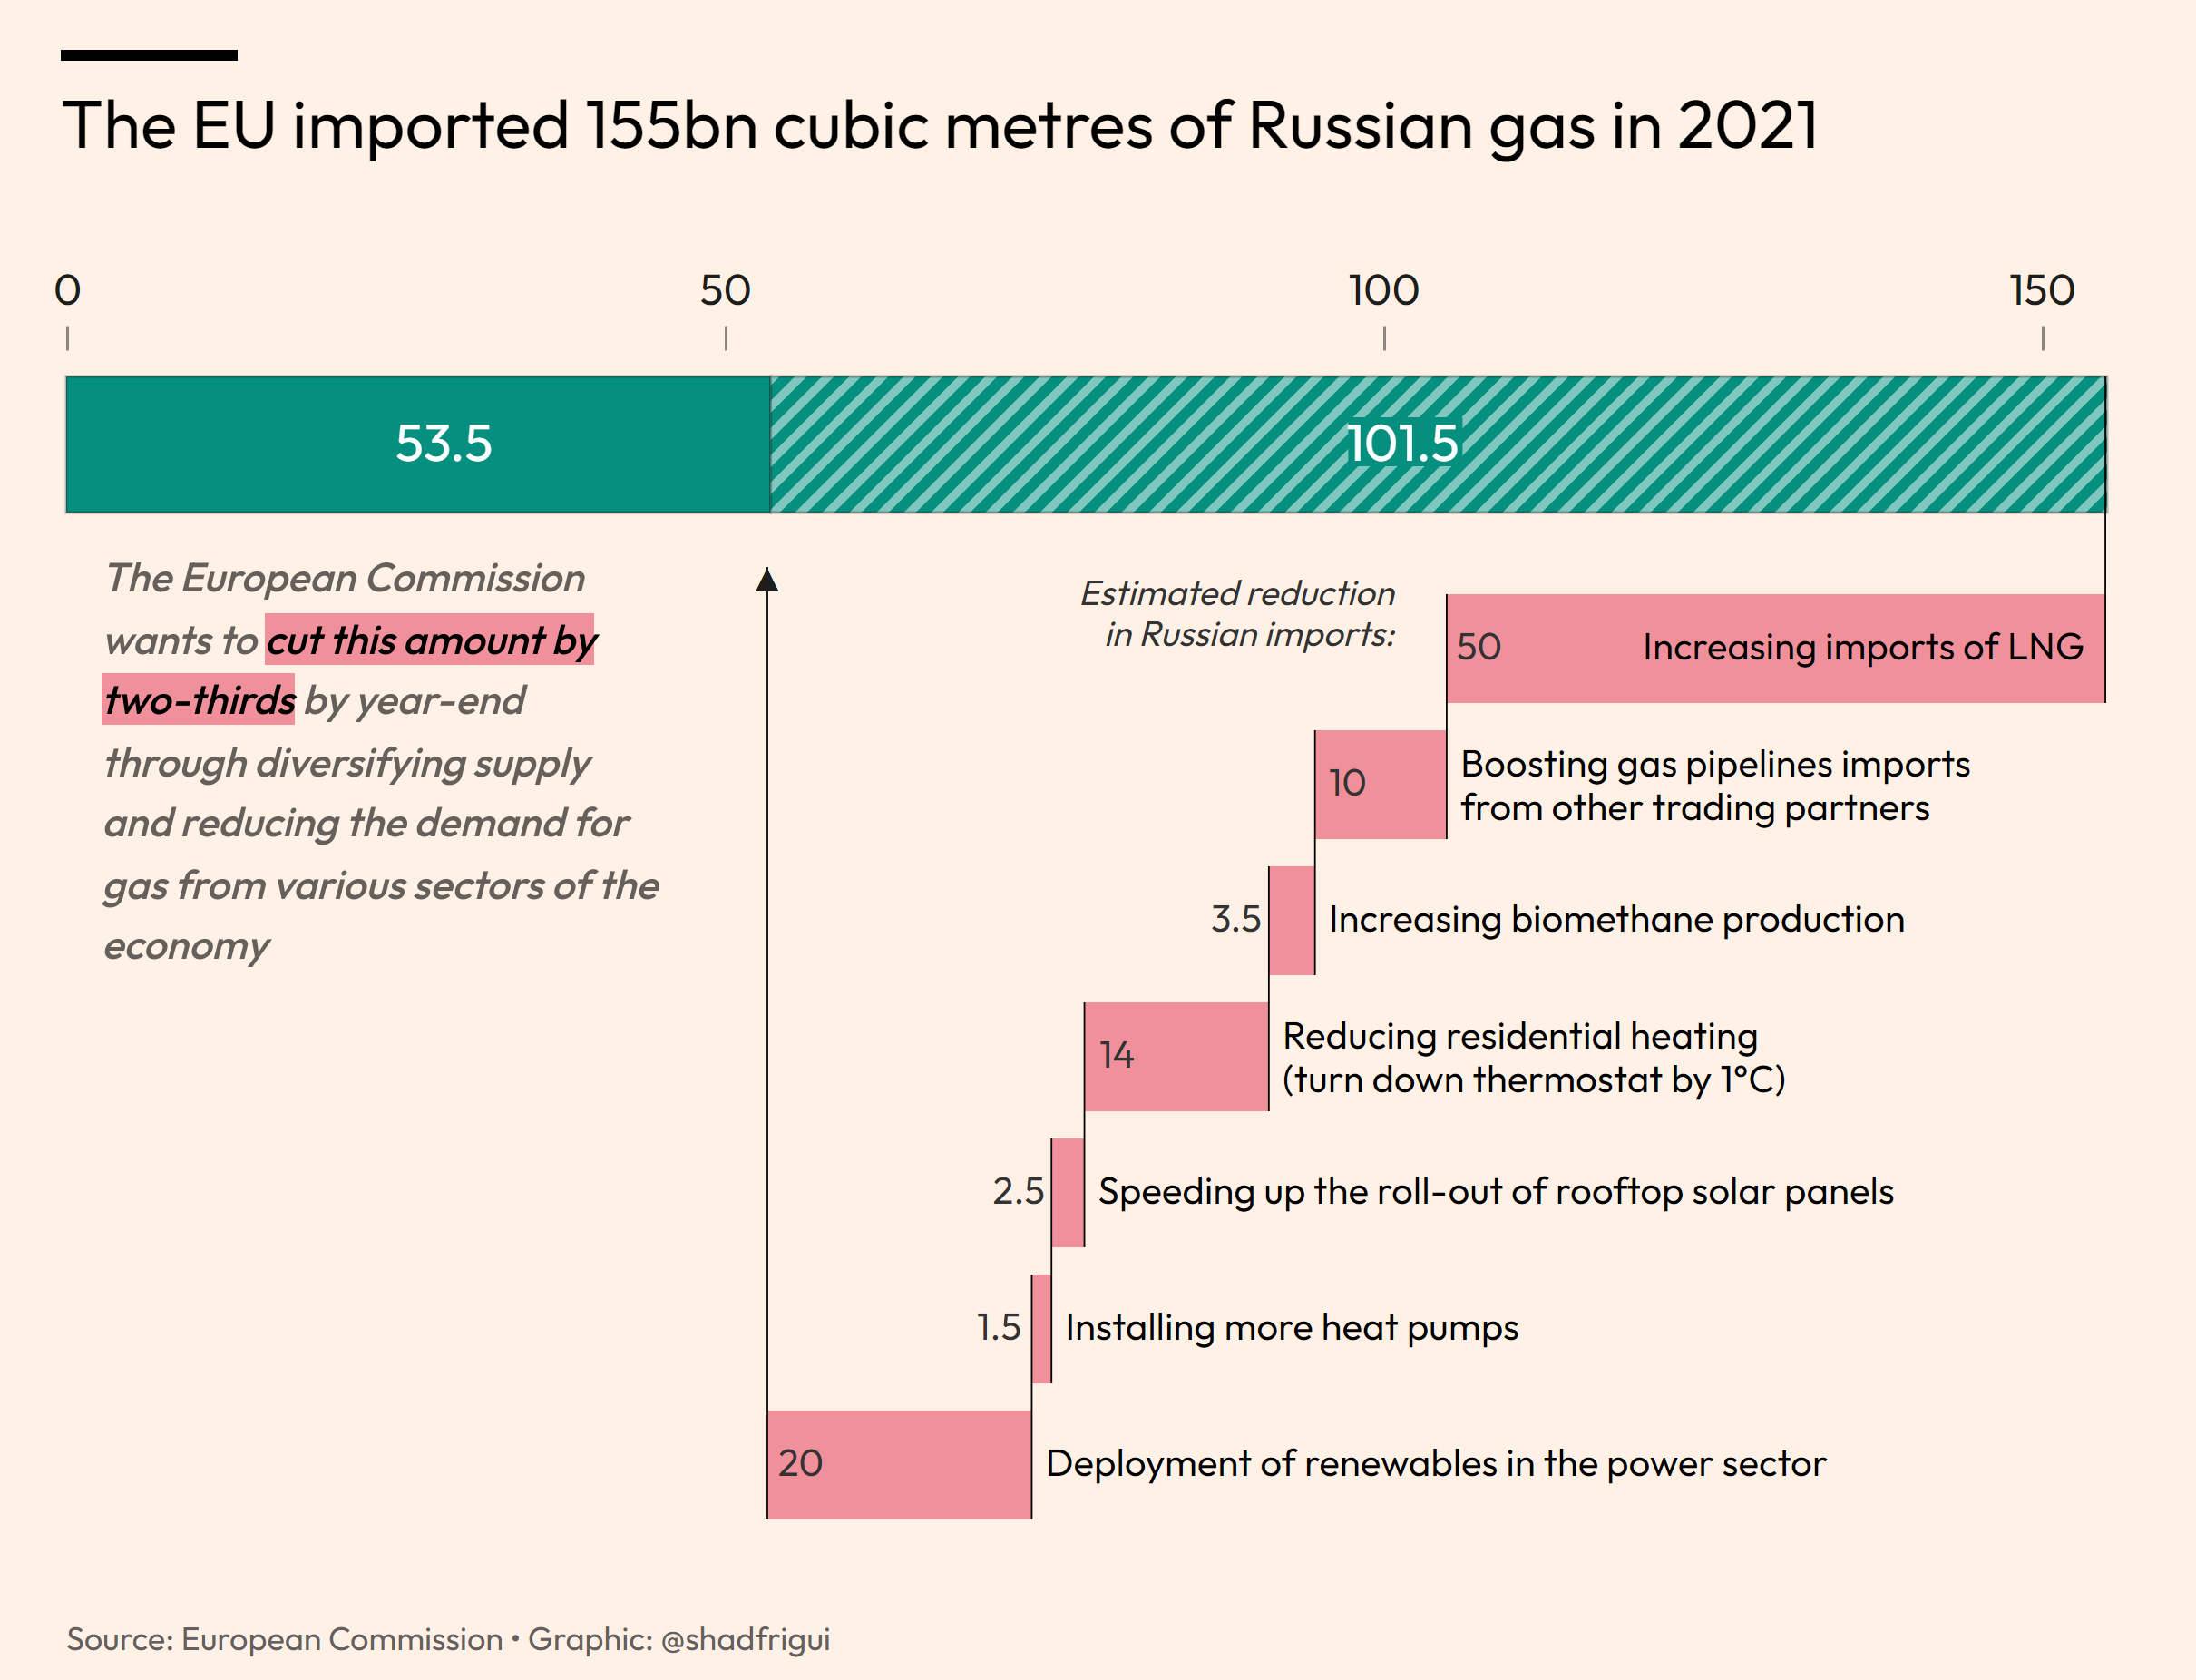 The EU imported 155bn cubic metres of Russian gas in 2021
0 50 100 150
53.5 101.5
The European Commission
wants to cut this amount by
two-thirds by year-end
through diversifying supply
and reducing the demand for
gas from various sectors of the
economy
Estimated reduction
in Russian imports:
50 Increasing imports of LNG
10 Boosting gas pipelines imports
from other trading partners
3.5 Increasing biomethane production
14 Reducing residential heating
(turn down thermostat by 1°C)
2.5 Speeding up the roll-out of rooftop solar panels
1.5 Installing more heat pumps
20 Deployment of renewables in the power sector
Source: European Commission • Graphic: @shadfrigui